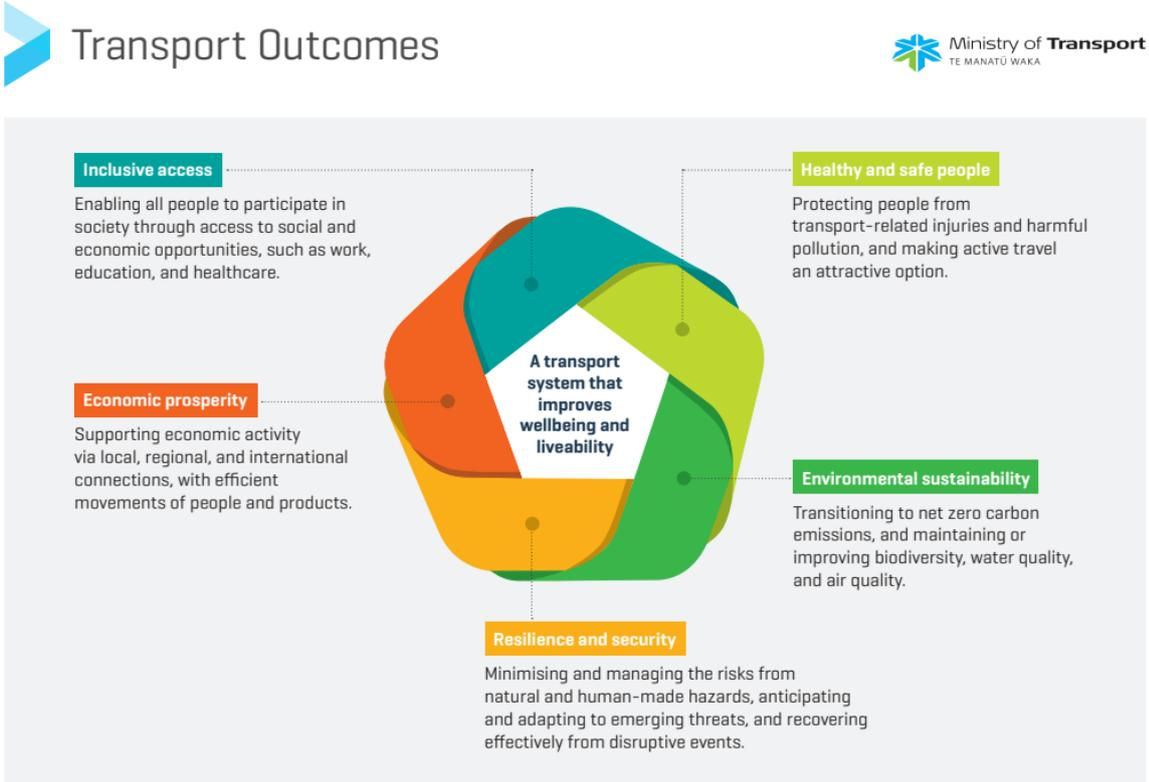 Transport Outcomes
Ministry of Transport
TE MANATŪ WAKA
Inclusive access
Enabling all people to participate in
society through access to social and
economic opportunities, such as work,
education, and healthcare.
Healthy and safe people
Protecting people from
transport-related injuries and harmful
pollution, and making active travel
an attractive option.
A transport
system that
improves
wellbeing and
liveability
Economic prosperity
Supporting economic activity
via local, regional, and international
connections, with efficient
movements of people and products.
Environmental sustainability
Transitioning to net zero carbon
emissions, and maintaining or
improving biodiversity, water quality,
and air quality.
Resilience and security
Minimising and managing the risks from
natural and human-made hazards, anticipating
and adapting to emerging threats, and recovering
effectively from disruptive events.